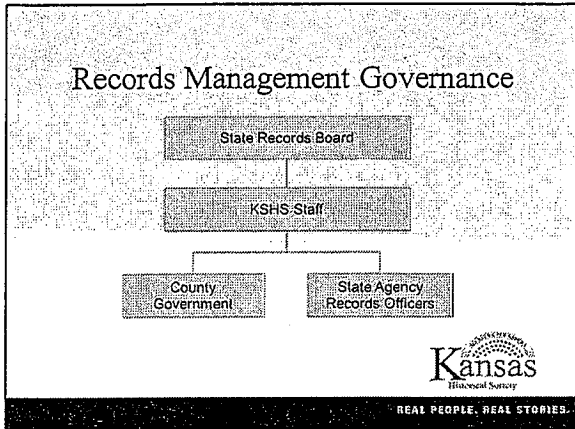 Records Management Governance
State Records Board
KSHS Staff
County
Government
State Agency
Records Officers
Kansas
Historical Society
REAL PEOPLE. REAL STORIES.